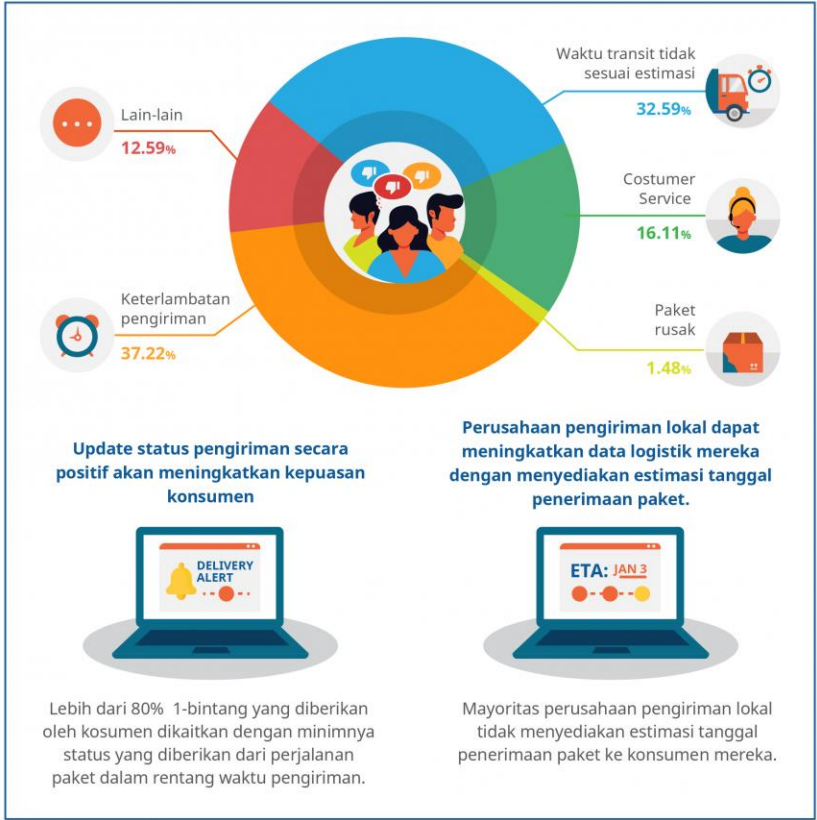 Waktu transit tidak
sesuai estimasi
32.59%
Lain-lain
12.59%
Costumer
Service
16.11%
Keterlambatan
pengiriman
37.22%
Paket
rusak
1.48%
Update status pengiriman secara
positif akan meningkatkan kepuasan
konsumen
DELIVERY
ALERT
Lebih dari 80% 1-bintang yang diberikan
oleh kosumen dikaitkan dengan minimnya
status yang diberikan dari perjalanan
paket dalam rentang waktu pengiriman.
Perusahaan pengiriman lokal dapat
meningkatkan data logistik mereka
dengan menyediakan estimasi tanggal
penerimaan paket.
ETA: JAN 3
Mayoritas perusahaan pengiriman lokal
tidak menyediakan estimasi tanggal
penerimaan paket ke konsumen mereka.